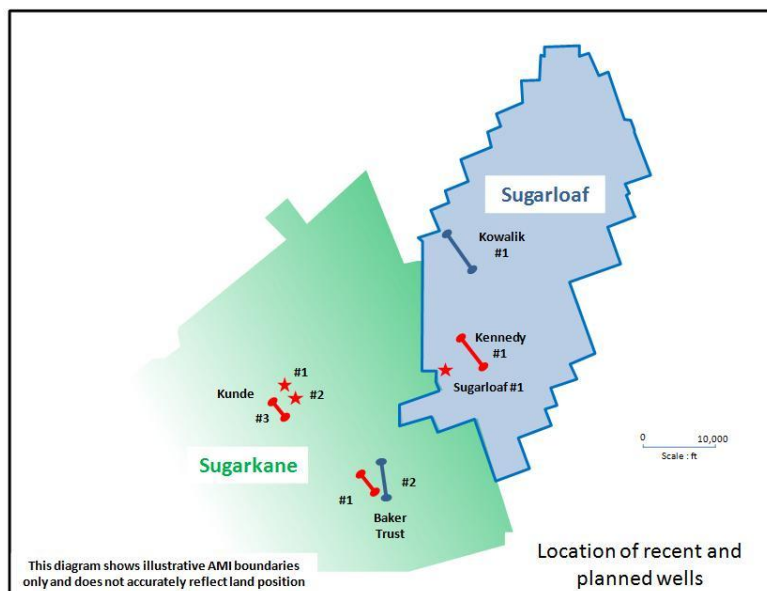 Sugarloaf
Kowalik
#1
Kennedy
#1
Sugarloaf #1
#1
Kunde
#2
#3
0 10,000
Scale : ft
Sugarkane
#2
#1
Baker
Trust
This diagram shows illustrative AMI boundaries
only and does not accurately reflect land position
Location of recent and
planned wells